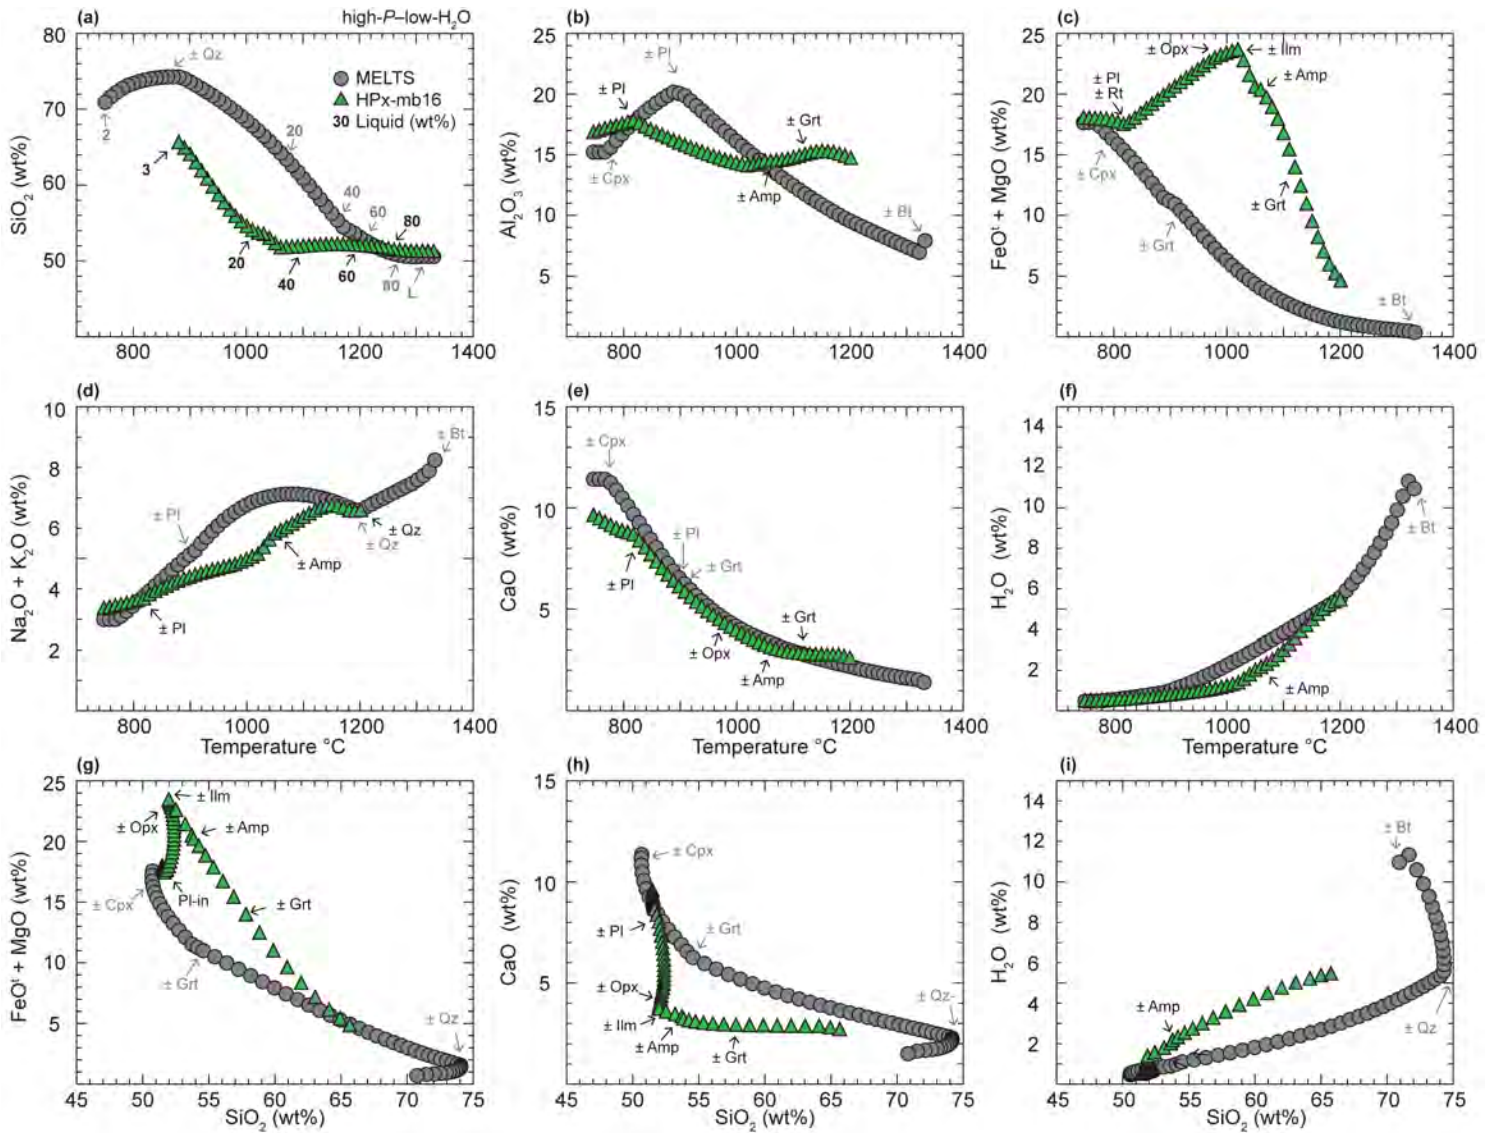 (a)
high-P–low-H₂O
SiO₂ (wt%)
80
70
60
50
± Qz
MELTS
HPx-mb16
30 Liquid (wt%)
2
20
3
40
60
80
20
40
60
80
L
800
1000
1200
1400
(b)
Al₂O₃ (wt%)
25
20
15
10
5
± Pl
± Pl
± Grt
± Cpx
± Amp
± Bt
800
1000
1200
1400
(c)
FeOᵗ + MgO (wt%)
25
20
15
10
5
± Opx
± Ilm
± Pl
± Rt
± Amp
± Cpx
± Grt
± Grt
± Bt
800
1000
1200
1400
(d)
Na₂O + K₂O (wt%)
10
8
6
4
2
± Bt
± Pl
± Qz
± Qz
± Amp
± Pl
800
1000
1200
1400
Temperature °C
(e)
CaO (wt%)
15
10
5
± Cpx
± Pl
± Grt
± Pl
± Grt
± Opx
± Amp
800
1000
1200
1400
Temperature °C
(f)
H₂O (wt%)
14
12
10
8
6
4
2
± Bt
± Amp
800
1000
1200
1400
Temperature °C
(g)
FeOᵗ + MgO (wt%)
25
20
15
10
5
± Ilm
± Opx
± Amp
± Cpx
Pl-in
± Grt
± Grt
± Qz
45
50
55
60
65
70
75
SiO₂ (wt%)
(h)
CaO (wt%)
15
10
5
± Cpx
± Pl
± Grt
± Opx
± Qz
± Ilm
± Amp
± Grt
45
50
55
60
65
70
75
SiO₂ (wt%)
(i)
H₂O (wt%)
14
12
10
8
6
4
2
± Bt
± Amp
± Qz
45
50
55
60
65
70
75
SiO₂ (wt%)